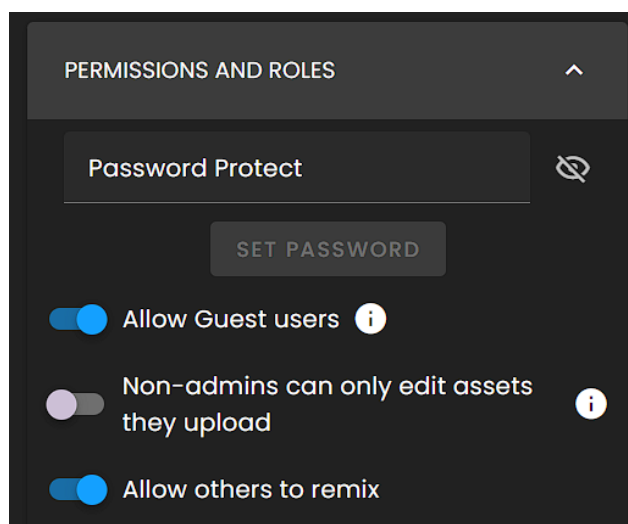 PERMISSIONS AND ROLES
Password Protect
SET PASSWORD
Allow Guest users
Non-admins can only edit assets
they upload
Allow others to remix